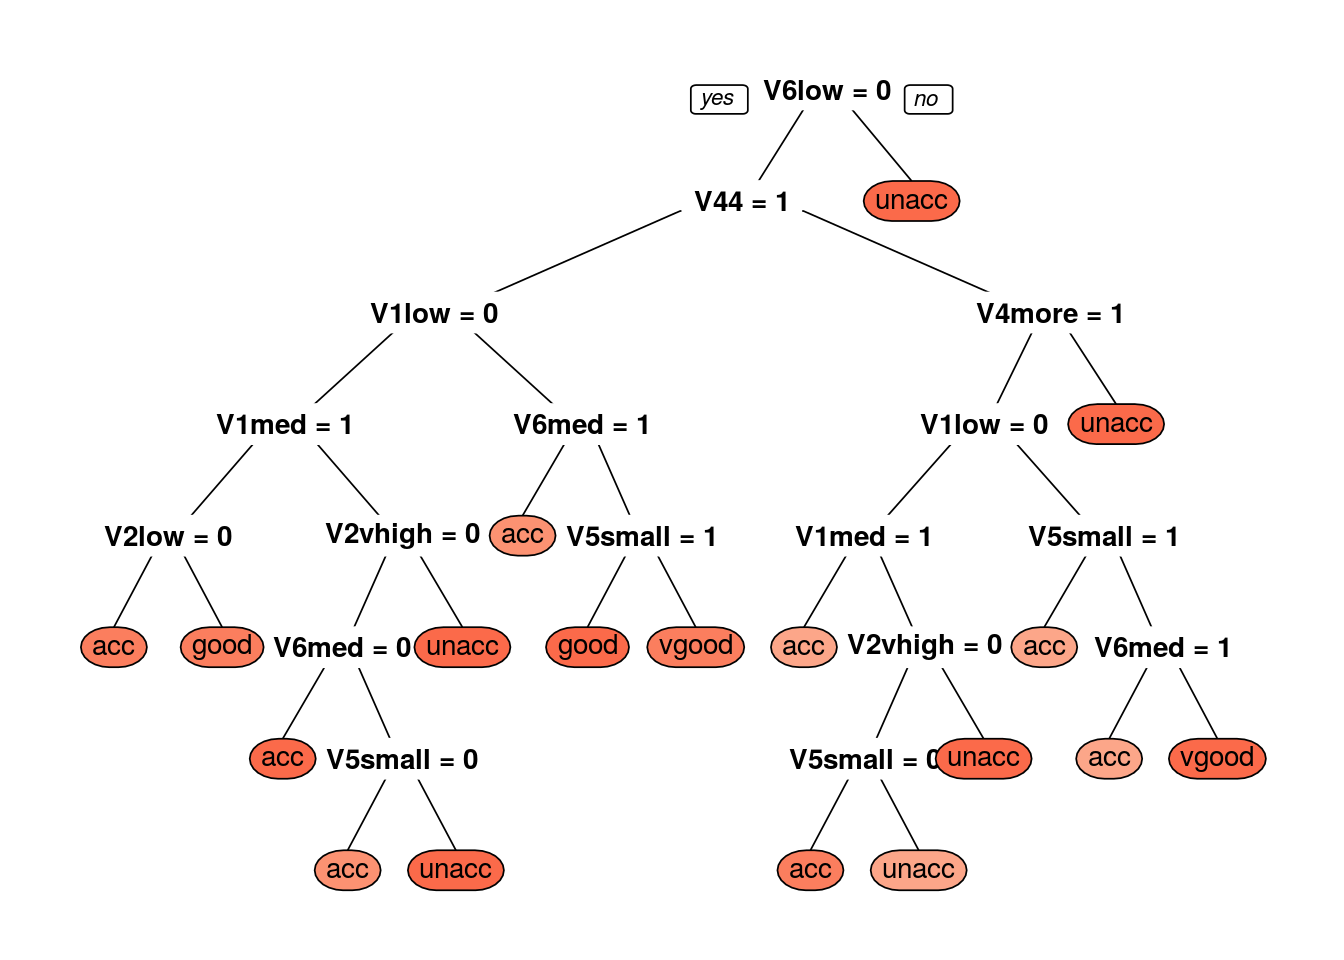 yes V6low = 0 no
V44 = 1 unacc
V1low = 0 V4more = 1
V1med = 1 V6med = 1 V1low = 0 unacc
V2low = 0 V2vhigh = 0 acc V5small = 1 V1med = 1 V5small = 1
acc good V6med = 0 unacc good vgood acc V2vhigh = 0 acc V6med = 1
acc V5small = 0 V5small = 0 unacc acc vgood
acc unacc acc unacc